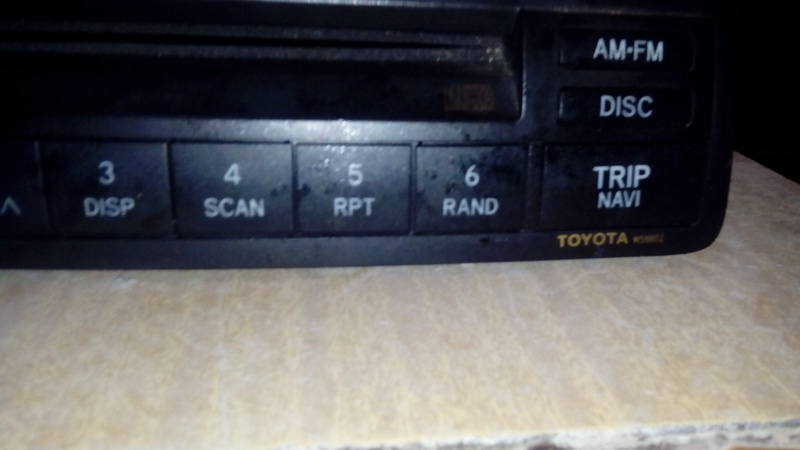 AM·FM
DISC
3
DISP
4
SCAN
5
RPT
6
RAND
TRIP
NAVI
TOYOTA